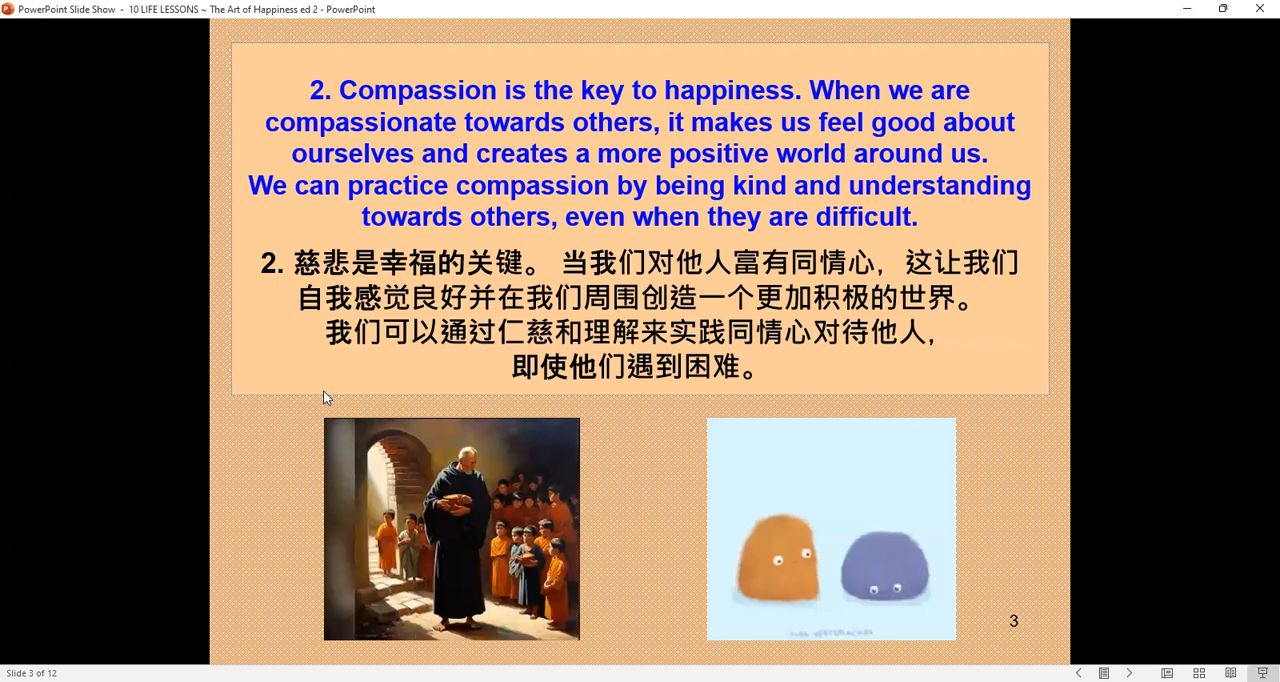 PowerPoint Slide Show - 10 LIFE LESSONS ~ The Art of Happiness ed 2 - PowerPoint
2. Compassion is the key to happiness. When we are
compassionate towards others, it makes us feel good about
ourselves and creates a more positive world around us.
We can practice compassion by being kind and understanding
towards others, even when they are difficult.
2. 慈悲是幸福的关键。 当我们对他人富有同情心，这让我们
自我感觉良好并在我们周围创造一个更加积极的世界。
我们可以通过仁慈和理解来实践同情心对待他人，
即使他们遇到困难。
3
Slide 3 of 12